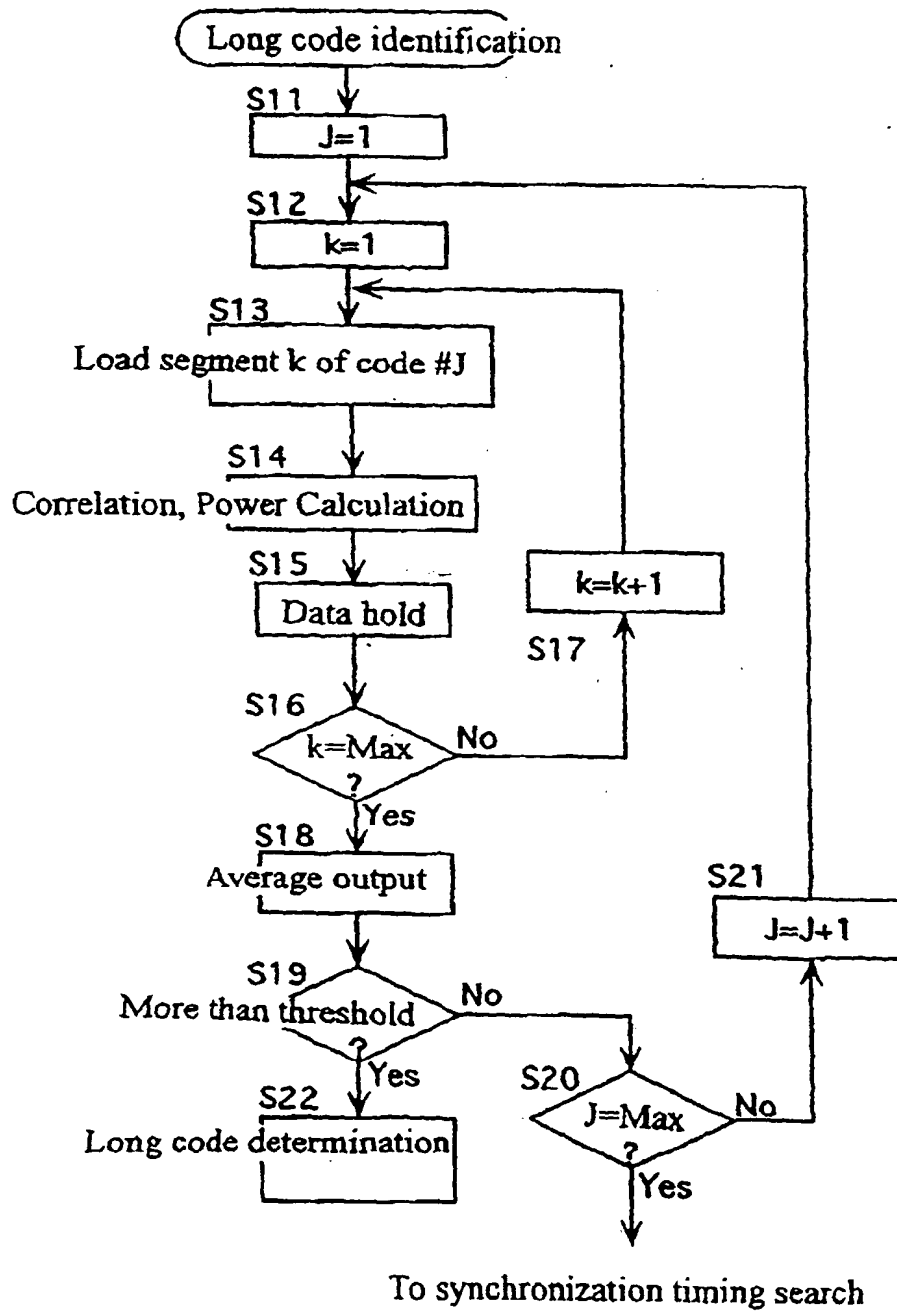 Long code identification
S11
J=1
S12
k=1
S13
Load segment k of code #J
S14
Correlation, Power Calculation
S15
Data hold
k=k+1
S17
S16
k=Max
?
No
Yes
S18
Average output
S21
J=J+1
S19
More than threshold
?
No
Yes
S20
J=Max
?
No
Yes
S22
Long code determination
To synchronization timing search